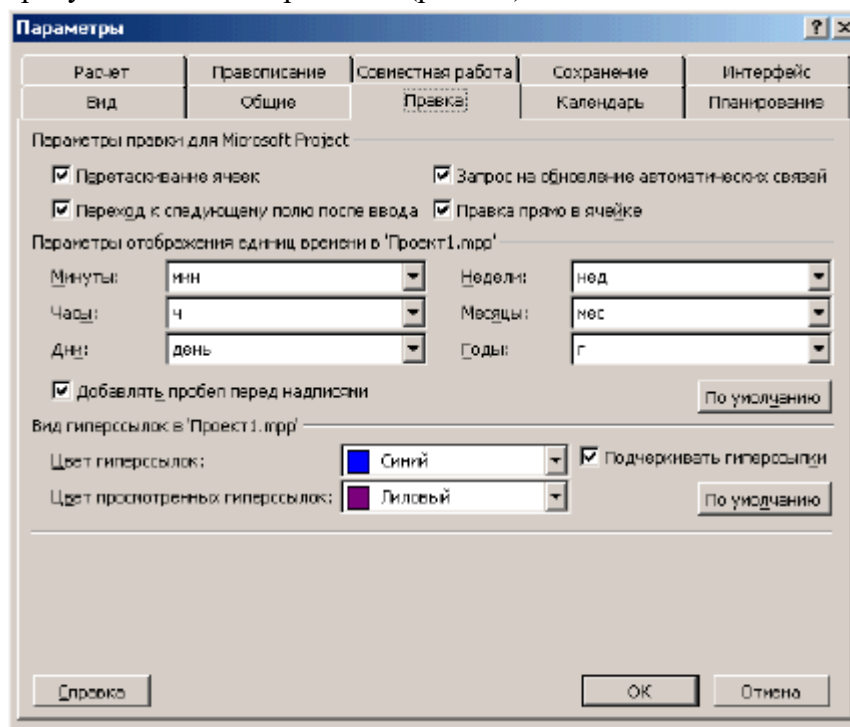 Параметры
Расчет Правописание Совместная работа Сохранение Интерфейс
Вид Общие Правка Календарь Планирование
Параметры правки для Microsoft Project
Перетаскивание ячеек Запрос на обновление автоматических связей
Переход к следующему полю после ввода Правка прямо в ячейке
Параметры отображения единиц времени в 'Проект1.mpp'
Минуты: мин Недели: нед
Часы: ч Месяцы: мес
Дни: день Годы: г
Добавлять пробел перед надписями По умолчанию
Вид гиперссылок в 'Проект1.mpp'
Цвет гиперссылок: Синий Подчеркивать гиперссылки
Цвет просмотренных гиперссылок: Лиловый По умолчанию
Справка ОК Отмена